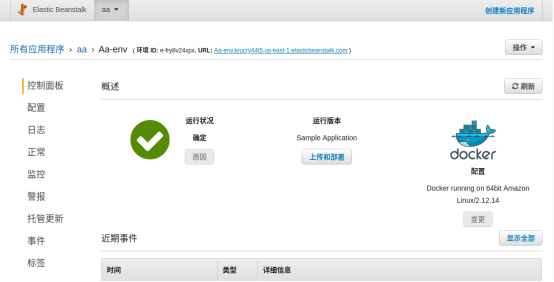 Elastic Beanstalk aa 创建新应用程序
所有应用程序 › aa › Aa-env ( 环境 ID: e-fry8v24xpx, URL: Aa-env.krucry44t5.us-east-1.elasticbeanstalk.com ) 操作
控制面板
配置
日志
正常
监控
警报
托管更新
事件
标签
概述 刷新
运行状况
确定
原因
运行版本
Sample Application
上传和部署
docker
配置
Docker running on 64bit Amazon
Linux/2.12.14
变更
近期事件 显示全部
时间 类型 详细信息